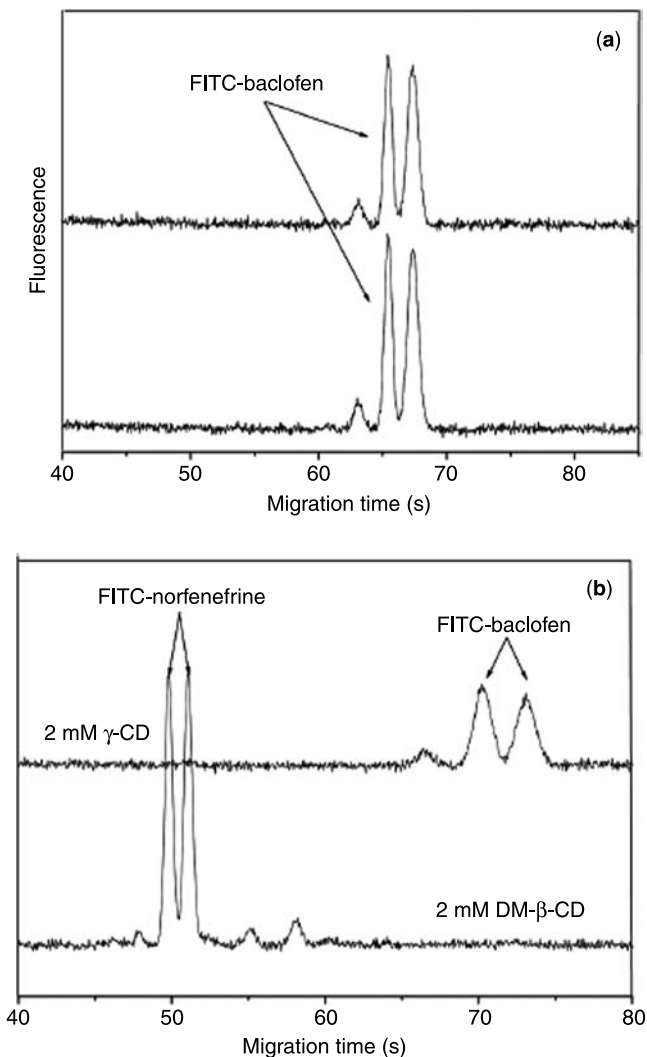 (a)
FITC-baclofen
Fluorescence
40 50 60 70 80
Migration time (s)
(b)
FITC-norfenefrine
FITC-baclofen
2 mM γ-CD
2 mM DM-β-CD
40 50 60 70 80
Migration time (s)